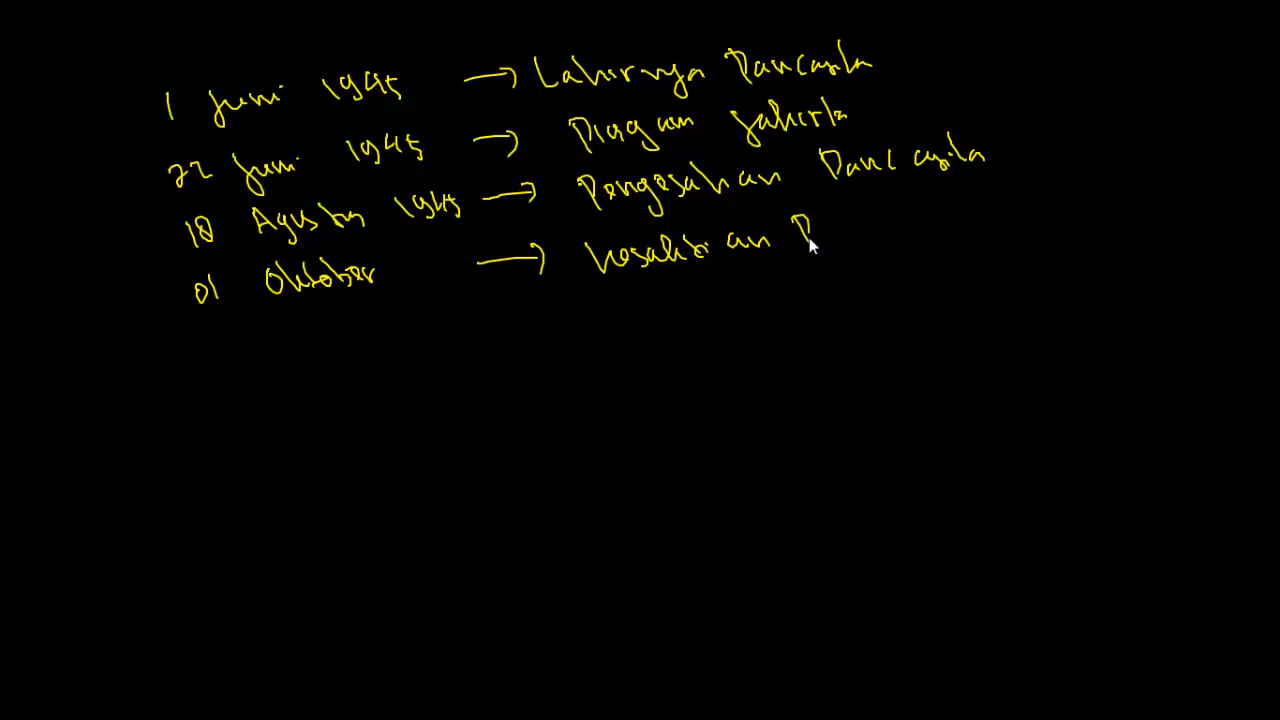 1 Juni 1945 → Lahirnya Pancasila
22 Juni 1945 → Piagam Jakarta
18 Agustus 1945 → Pengesahan Pancasila
01 Oktober → Kesaktian P